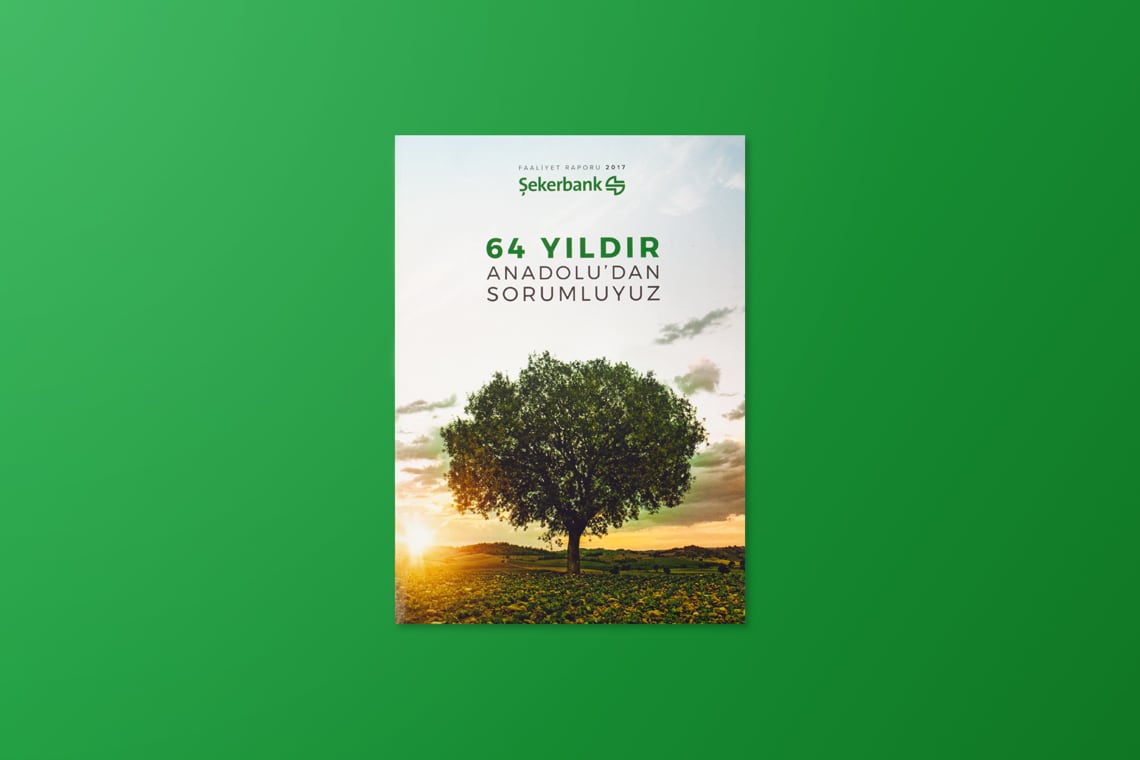 FAALİYET RAPORU 2017
Şekerbank
64 YILDIR
ANADOLU'DAN
SORUMLUYUZ